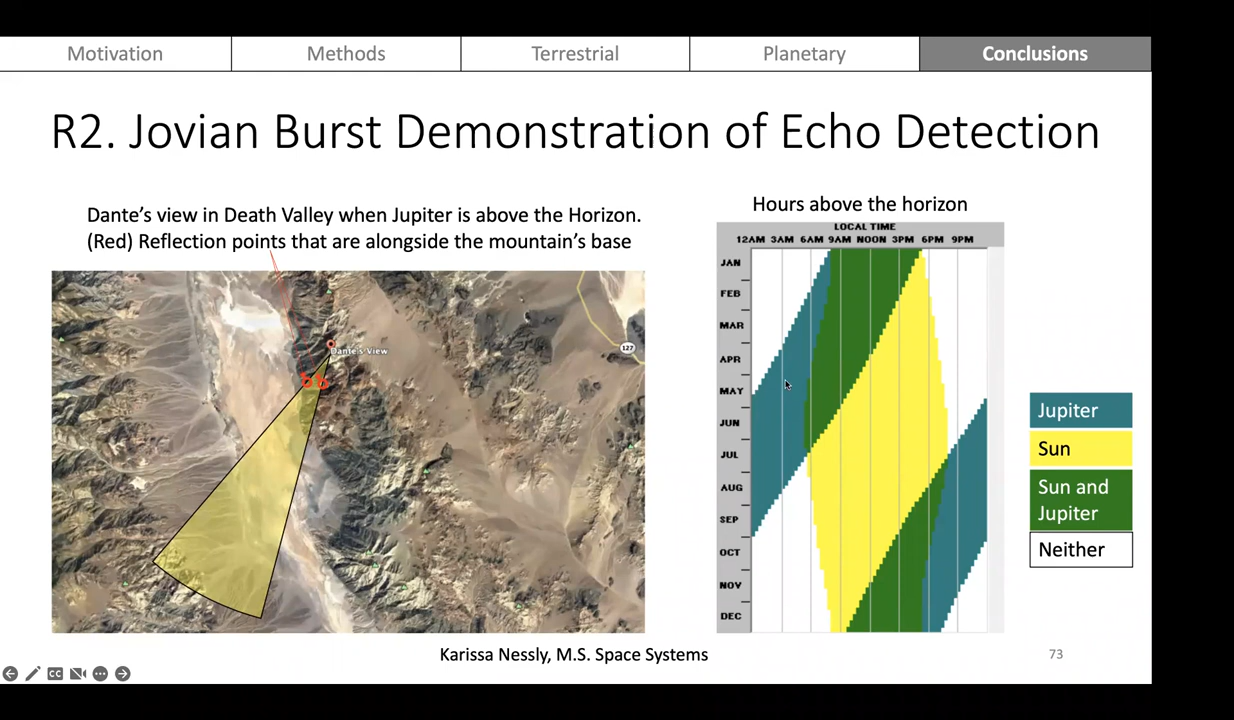 Motivation
Methods
Terrestrial
Planetary
Conclusions
R2. Jovian Burst Demonstration of Echo Detection
Dante’s view in Death Valley when Jupiter is above the Horizon.
(Red) Reflection points that are alongside the mountain’s base
Dante's View
127
Hours above the horizon
LOCAL TIME
12AM 3AM 6AM 9AM NOON 3PM 6PM 9PM
JAN
FEB
MAR
APR
MAY
JUN
JUL
AUG
SEP
OCT
NOV
DEC
Jupiter
Sun
Sun and
Jupiter
Neither
Karissa Nessly, M.S. Space Systems
73
CC